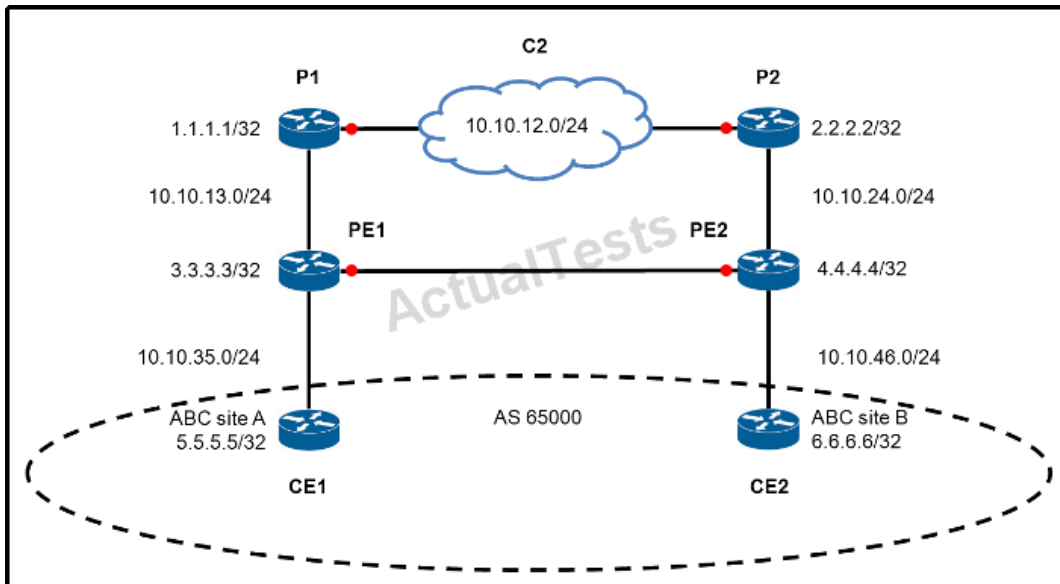 C2
P1
P2
1.1.1.1/32
10.10.12.0/24
2.2.2.2/32
10.10.13.0/24
10.10.24.0/24
PE1
PE2
3.3.3.3/32
4.4.4.4/32
ActualTests
10.10.35.0/24
10.10.46.0/24
ABC site A
5.5.5.5/32
AS 65000
ABC site B
6.6.6.6/32
CE1
CE2